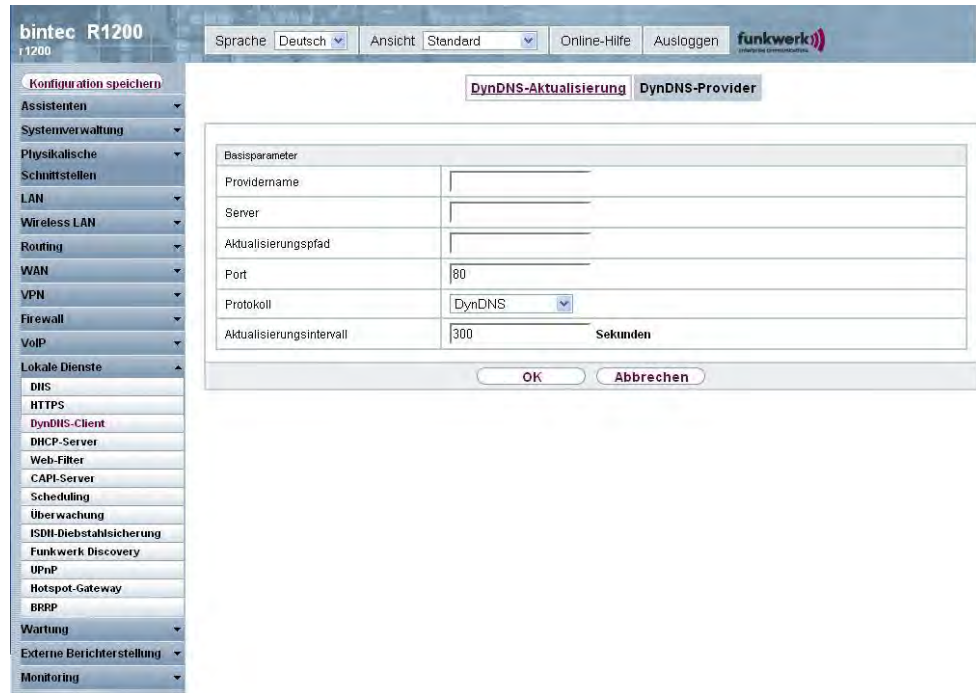 bintec R1200
r1200
Sprache Deutsch Ansicht Standard Online-Hilfe Ausloggen funkwerk
Konfiguration speichern
Assistenten
Systemverwaltung
Physikalische
Schnittstellen
LAN
Wireless LAN
Routing
WAN
VPN
Firewall
VoIP
Lokale Dienste
DNS
HTTPS
DynDNS-Client
DHCP-Server
Web-Filter
CAPI-Server
Scheduling
Überwachung
ISDN-Diebstahlsicherung
Funkwerk Discovery
UPnP
Hotspot-Gateway
BRRP
Wartung
Externe Berichterstellung
Monitoring
DynDNS-Aktualisierung DynDNS-Provider
Basisparameter
Providername
Server
Aktualisierungspfad
Port 80
Protokoll DynDNS
Aktualisierungsintervall 300 Sekunden
OK Abbrechen